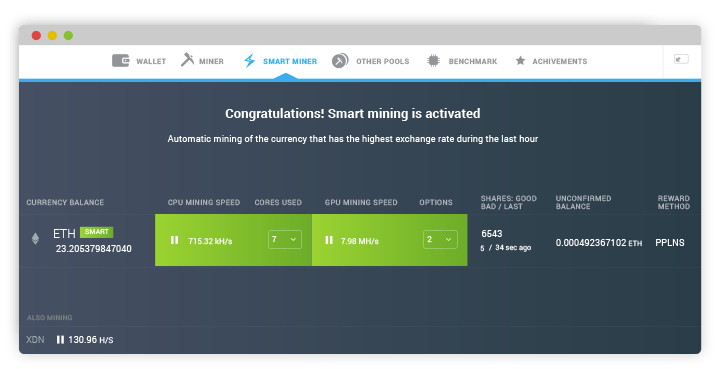 WALLET MINER SMART MINER OTHER POOLS BENCHMARK ACHIVEMENTS
Congratulations! Smart mining is activated
Automatic mining of the currency that has the highest exchange rate during the last hour
CURRENCY BALANCE CPU MINING SPEED CORES USED GPU MINING SPEED OPTIONS SHARES: GOOD BAD / LAST UNCONFIRMED BALANCE REWARD METHOD
ETH SMART
23.205379847040
715.32 kH/s 7 7.98 MH/s 2
6543
5 / 34 sec ago
0.000492367102 ETH PPLNS
ALSO MINING
XDN 130.96 H/S